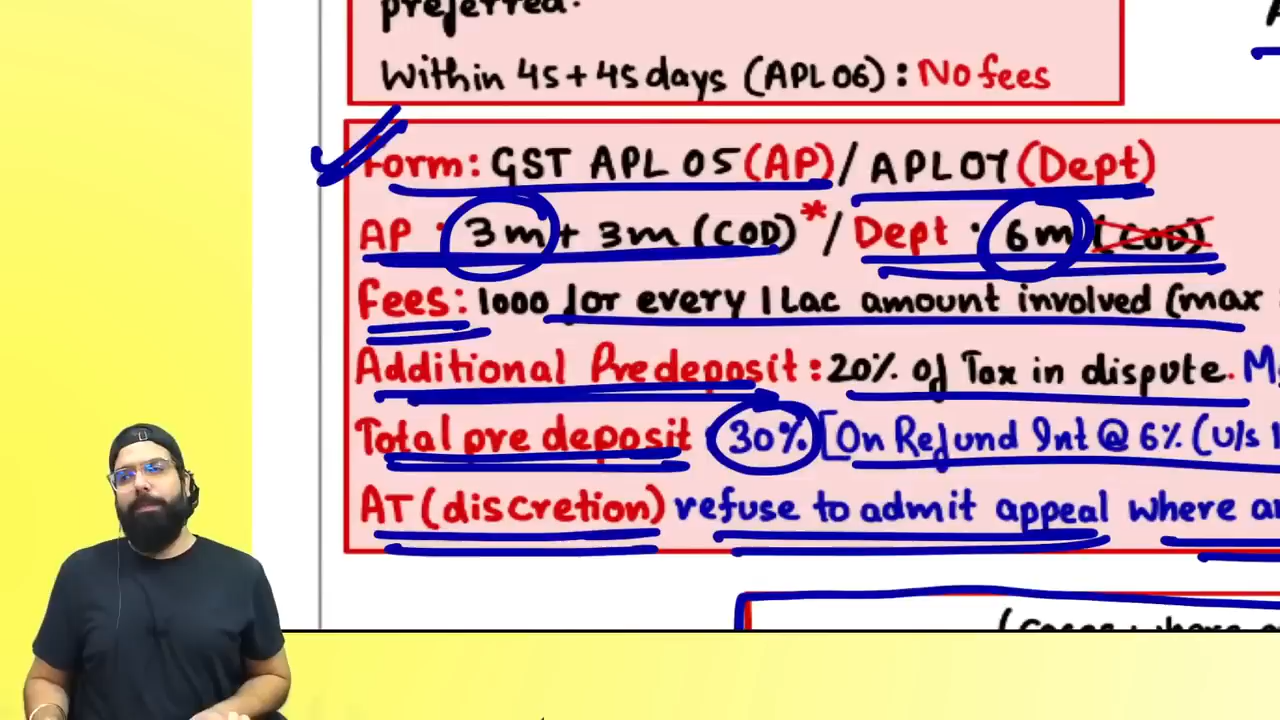 preferred.
Within 45+45 days (APL 06) : No fees
Form: GST APL 05 (AP) / APL 07 (Dept)
AP : 3m + 3m (COD)* / Dept : 6m (COD)
Fees: 1000 for every 1 Lac amount involved (max
Additional Predeposit : 20% of Tax in dispute.
Total pre deposit 30% [On Refund Int @ 6% (U/s
AT (discretion) refuse to admit appeal where